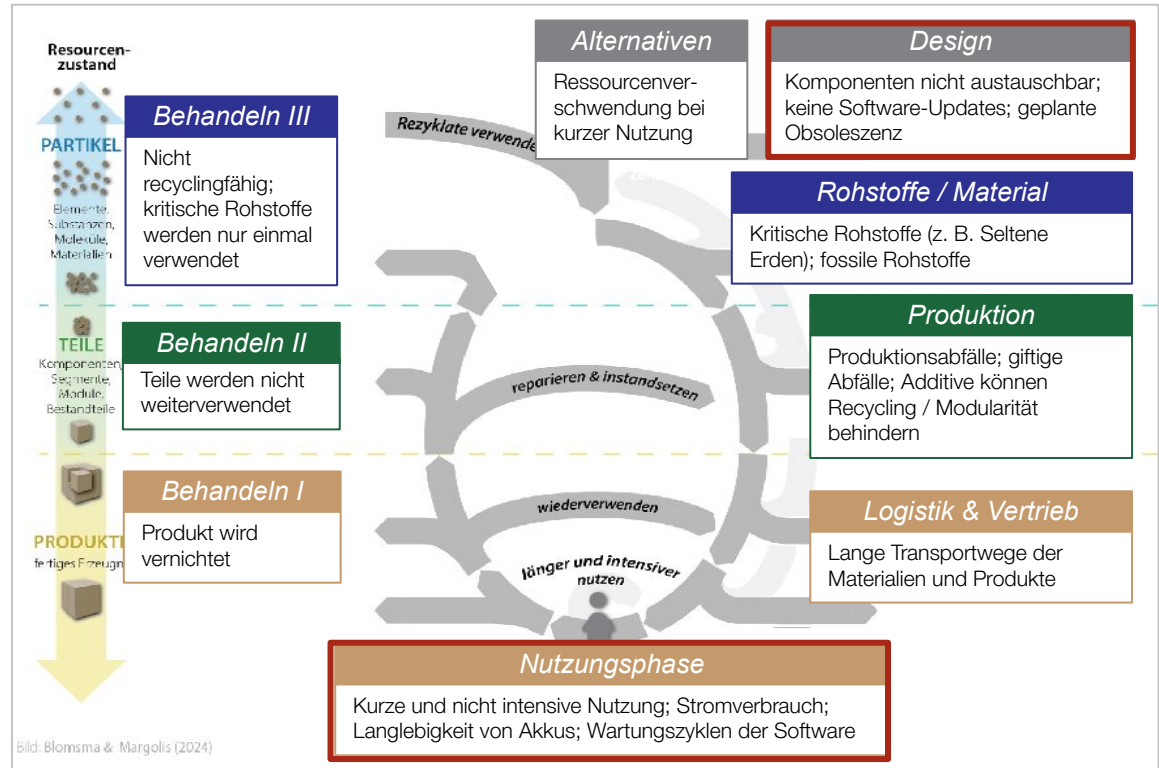 Resourcen-
zustand
PARTIKEL
Elemente,
Substanzen,
Moleküle,
Materialien
TEILE
Komponenten,
Segmente,
Module,
Bestandteile
PRODUKTE
fertiges Erzeugn
Behandeln III
Nicht
recyclingfähig;
kritische Rohstoffe
werden nur einmal
verwendet
Behandeln II
Teile werden nicht
weiterverwendet
Behandeln I
Produkt wird
vernichtet
Rezyklate verwende
reparieren & instandsetzen
wiederverwenden
länger und intensiver
nutzen
Alternativen
Ressourcenver-
schwendung bei
kurzer Nutzung
Design
Komponenten nicht austauschbar;
keine Software-Updates; geplante
Obsoleszenz
Rohstoffe / Material
Kritische Rohstoffe (z. B. Seltene
Erden); fossile Rohstoffe
Produktion
Produktionsabfälle; giftige
Abfälle; Additive können
Recycling / Modularität
behindern
Logistik & Vertrieb
Lange Transportwege der
Materialien und Produkte
Nutzungsphase
Kurze und nicht intensive Nutzung; Stromverbrauch;
Langlebigkeit von Akkus; Wartungszyklen der Software
Bild: Blomsma & Margolis (2024)